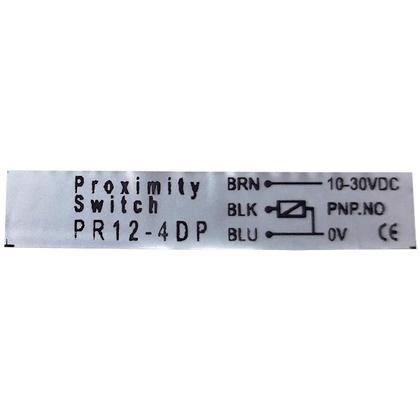 Proximity
Switch
PR12-4DP
BRN 10-30VDC
BLK PNP.NO
BLU 0V CE